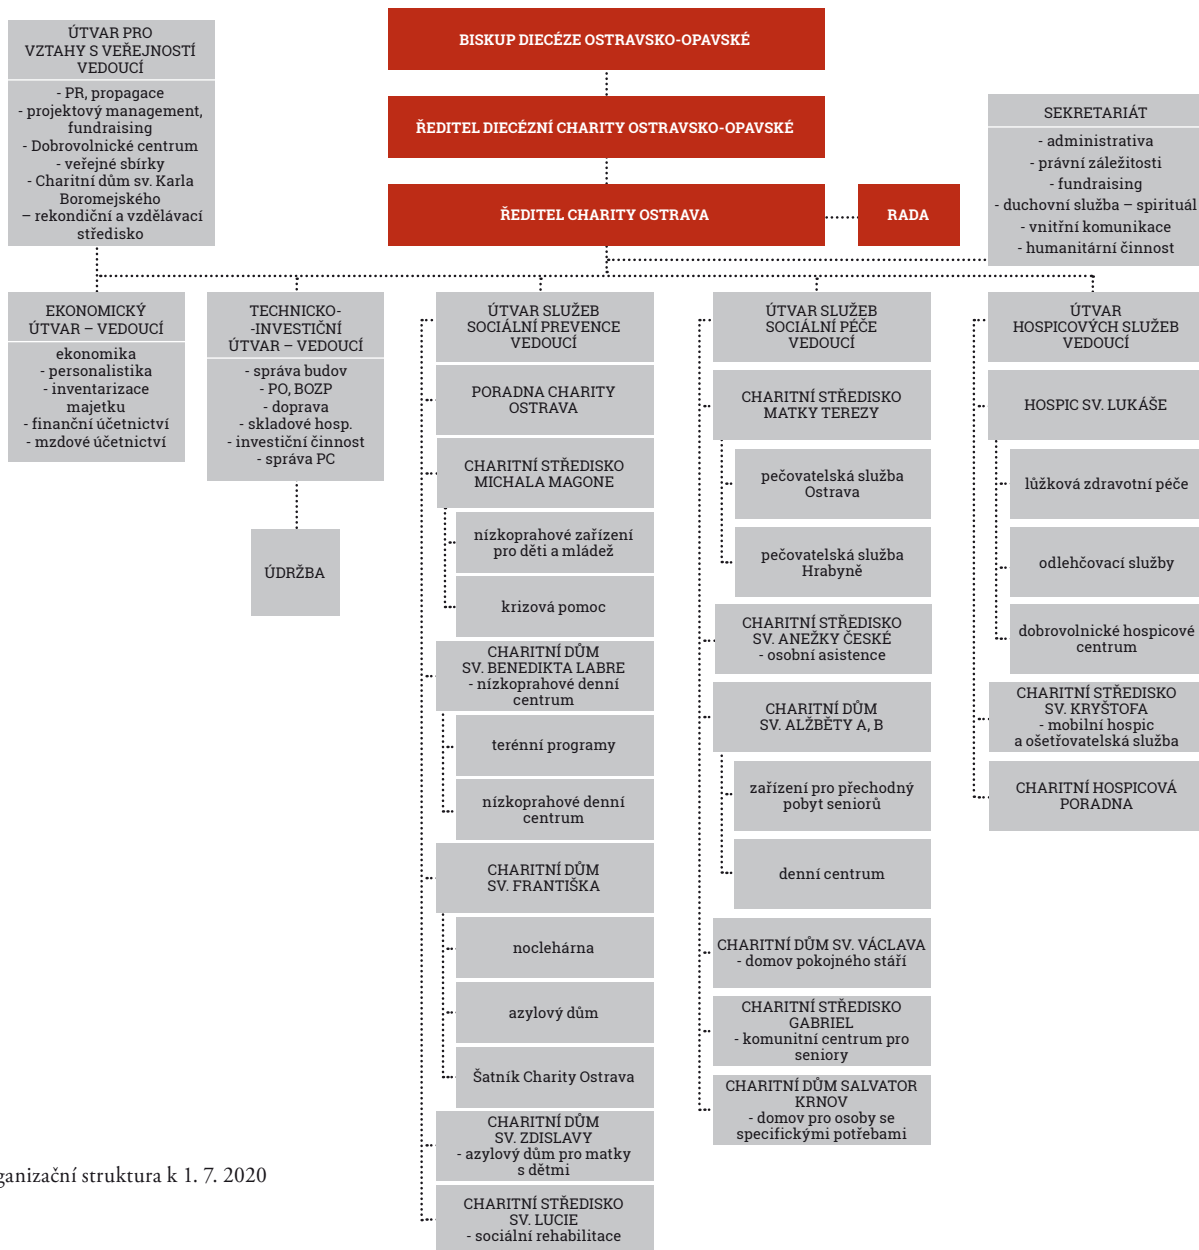 BISKUP DIECÉZE OSTRAVSKO-OPAVSKÉ
ŘEDITEL DIECÉZNÍ CHARITY OSTRAVSKO-OPAVSKÉ
ŘEDITEL CHARITY OSTRAVA
RADA
ÚTVAR PRO
VZTAHY S VEŘEJNOSTÍ
VEDOUCÍ
- PR, propagace
- projektový management,
fundraising
- Dobrovolnické centrum
- veřejné sbírky
- Charitní dům sv. Karla
Boromejského
– rekondiční a vzdělávací
středisko
SEKRETARIÁT
- administrativa
- právní záležitosti
- fundraising
- duchovní služba – spirituál
- vnitřní komunikace
- humanitární činnost
EKONOMICKÝ
ÚTVAR – VEDOUCÍ
ekonomika
- personalistika
- inventarizace
majetku
- finanční účetnictví
- mzdové účetnictví
TECHNICKO-
-INVESTIČNÍ
ÚTVAR – VEDOUCÍ
- správa budov
- PO, BOZP
- doprava
- skladové hosp.
- investiční činnost
- správa PC
ÚDRŽBA
ÚTVAR SLUŽEB
SOCIÁLNÍ PREVENCE
VEDOUCÍ
PORADNA CHARITY
OSTRAVA
CHARITNÍ STŘEDISKO
MICHALA MAGONE
nízkoprahové zařízení
pro děti a mládež
krizová pomoc
CHARITNÍ DŮM
SV. BENEDIKTA LABRE
- nízkoprahové denní
centrum
terénní programy
nízkoprahové denní
centrum
CHARITNÍ DŮM
SV. FRANTIŠKA
noclehárna
azylový dům
Šatník Charity Ostrava
CHARITNÍ DŮM
SV. ZDISLAVY
- azylový dům pro matky
s dětmi
CHARITNÍ STŘEDISKO
SV. LUCIE
- sociální rehabilitace
ÚTVAR SLUŽEB
SOCIÁLNÍ PÉČE
VEDOUCÍ
CHARITNÍ STŘEDISKO
MATKY TEREZY
pečovatelská služba
Ostrava
pečovatelská služba
Hrabyně
CHARITNÍ STŘEDISKO
SV. ANEŽKY ČESKÉ
- osobní asistence
CHARITNÍ DŮM
SV. ALŽBĚTY A, B
zařízení pro přechodný
pobyt seniorů
denní centrum
CHARITNÍ DŮM SV. VÁCLAVA
- domov pokojného stáří
CHARITNÍ STŘEDISKO
GABRIEL
- komunitní centrum pro
seniory
CHARITNÍ DŮM SALVATOR
KRNOV
- domov pro osoby se
specifickými potřebami
ÚTVAR
HOSPICOVÝCH SLUŽEB
VEDOUCÍ
HOSPIC SV. LUKÁŠE
lůžková zdravotní péče
odlehčovací služby
dobrovolnické hospicové
centrum
CHARITNÍ STŘEDISKO
SV. KRYŠTOFA
- mobilní hospic
a ošetřovatelská služba
CHARITNÍ HOSPICOVÁ
PORADNA
ganizační struktura k 1. 7. 2020